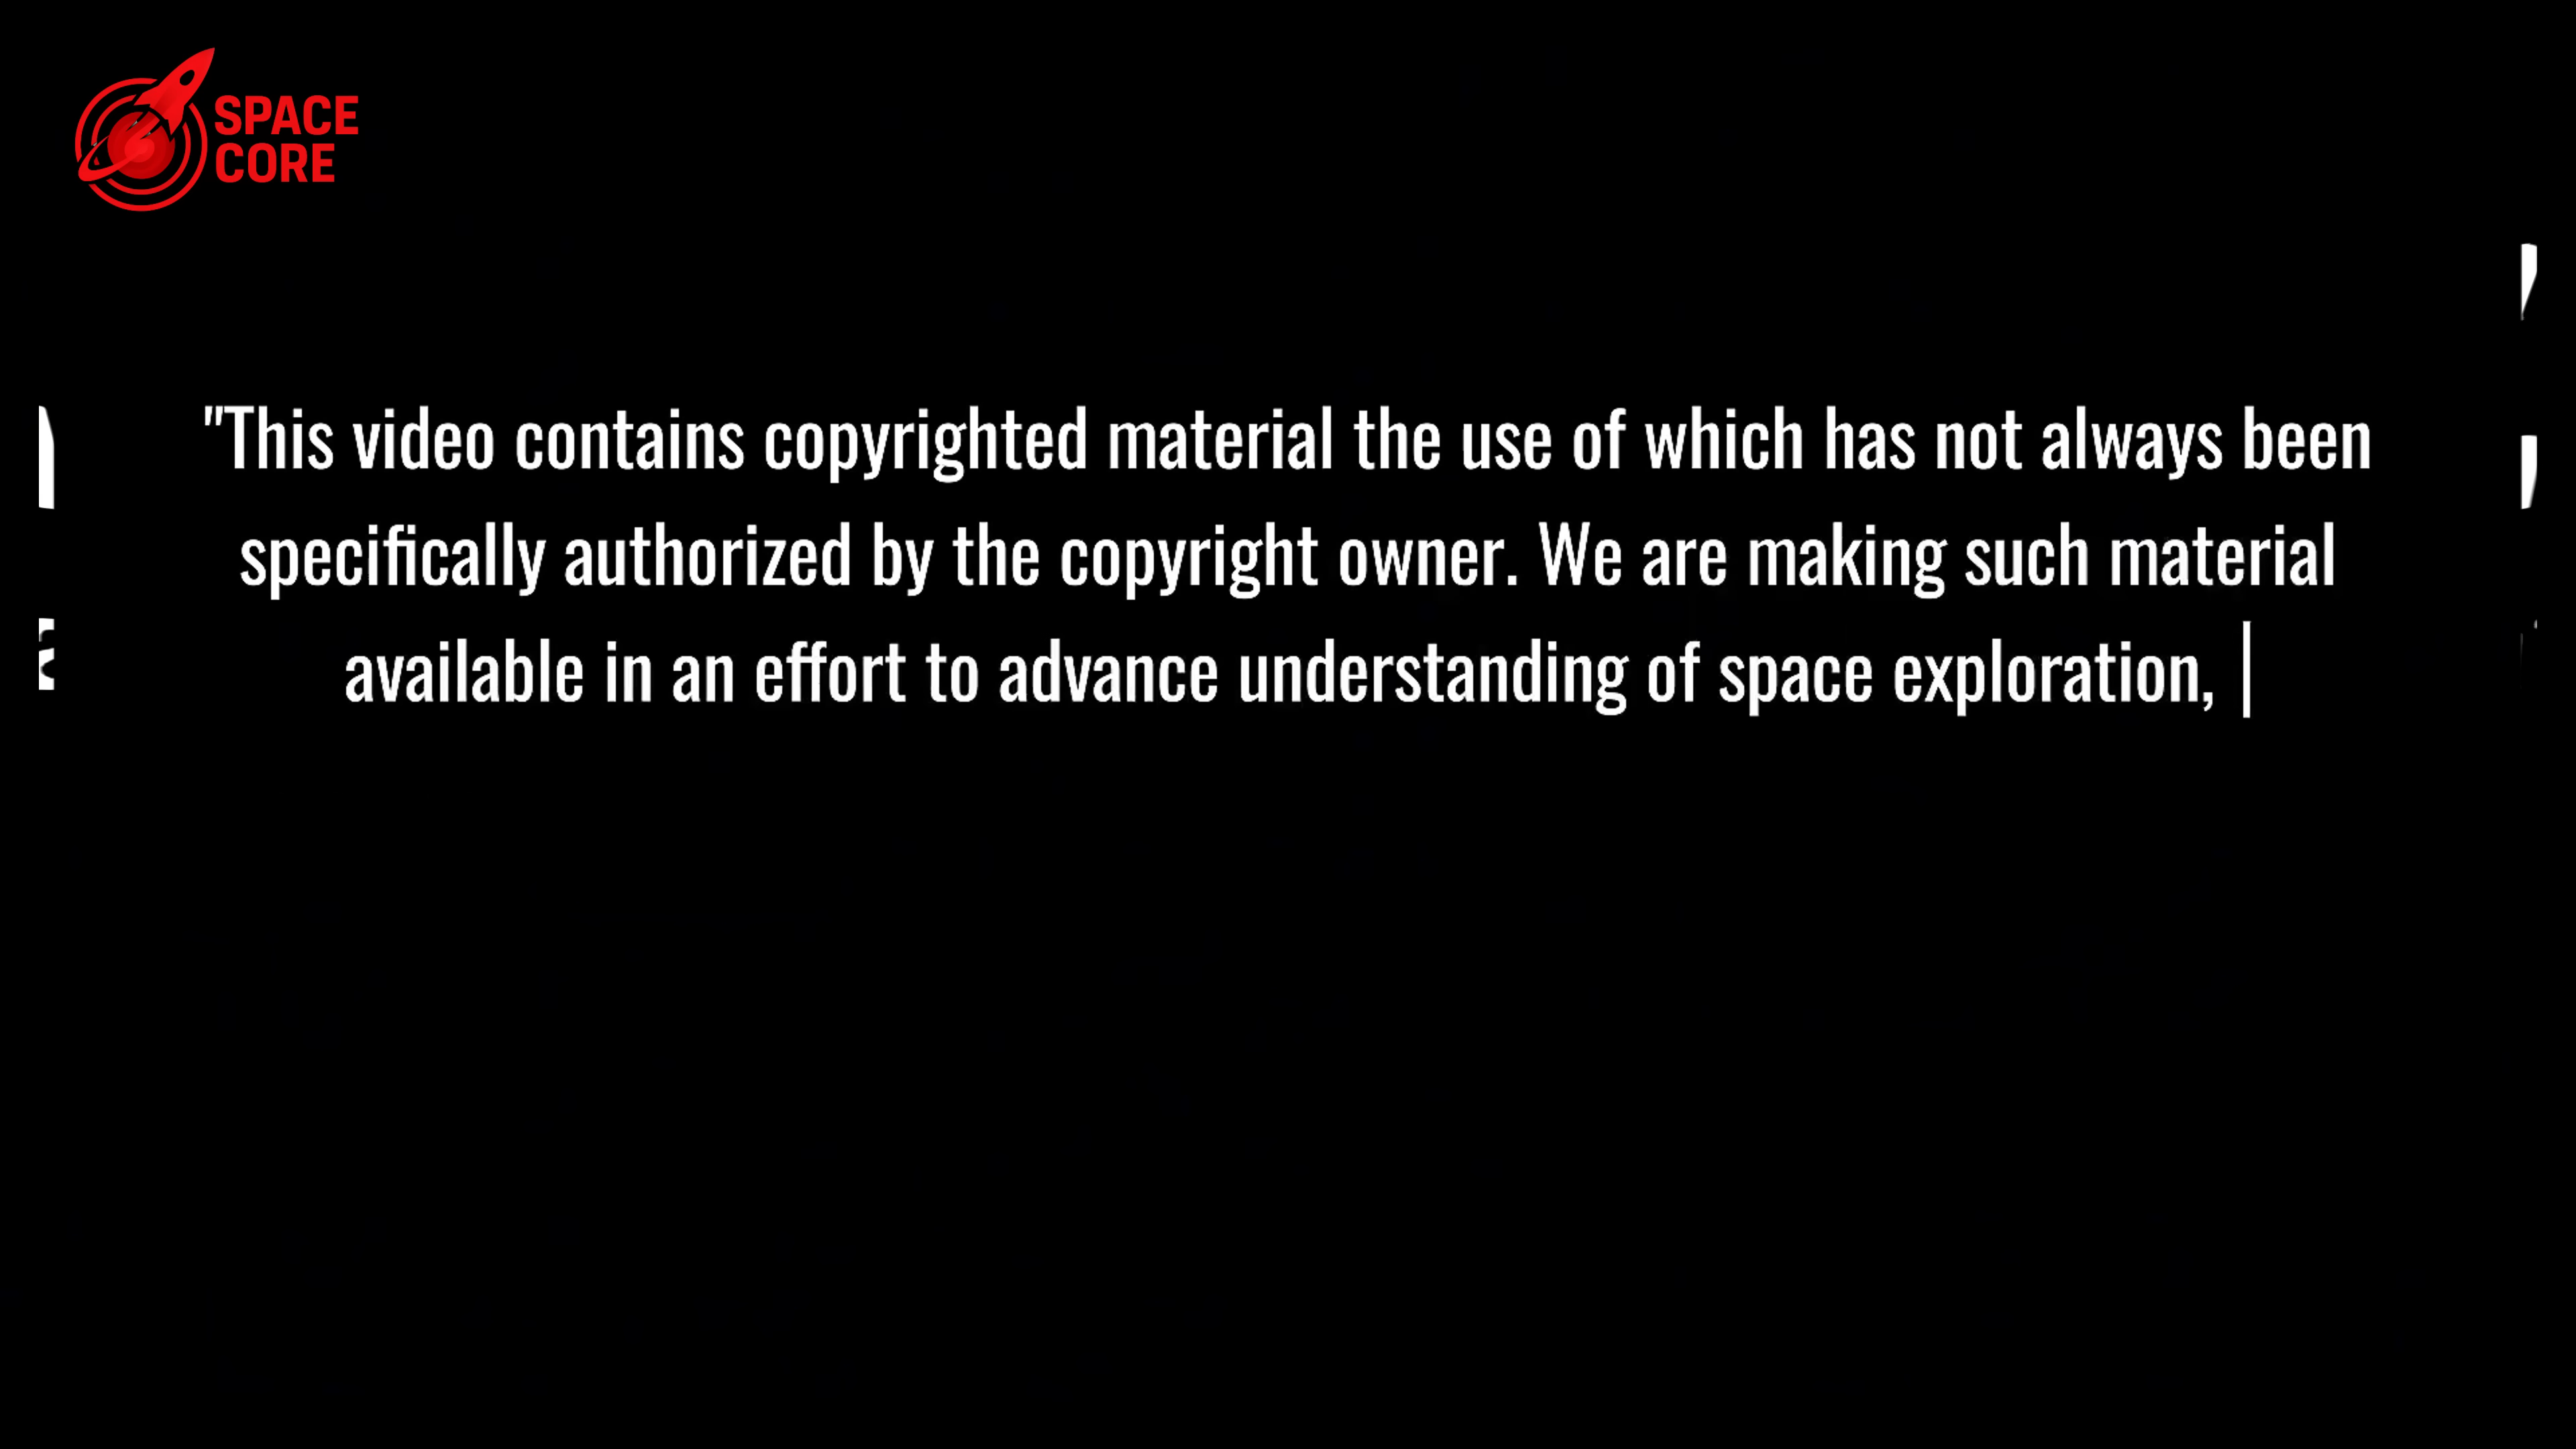 SPACE
CORE
"This video contains copyrighted material the use of which has not always been
specifically authorized by the copyright owner. We are making such material
available in an effort to advance understanding of space exploration,